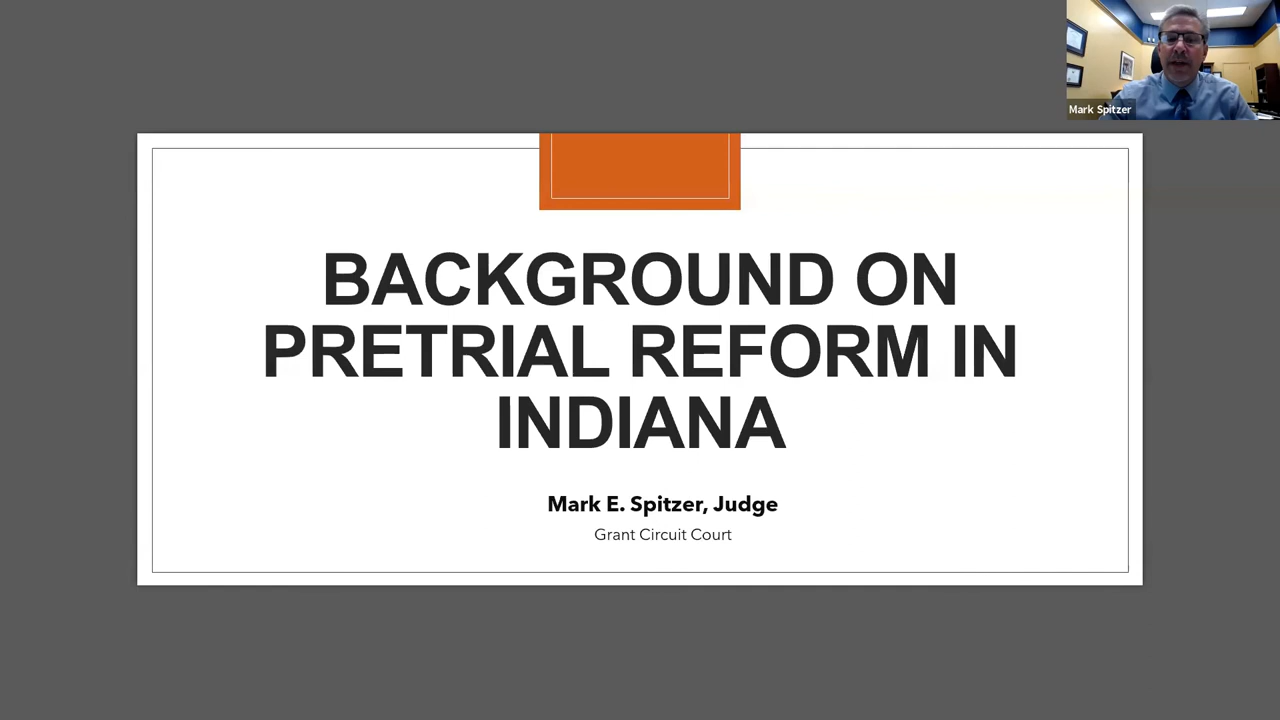 Mark Spitzer
BACKGROUND ON
PRETRIAL REFORM IN
INDIANA
Mark E. Spitzer, Judge
Grant Circuit Court